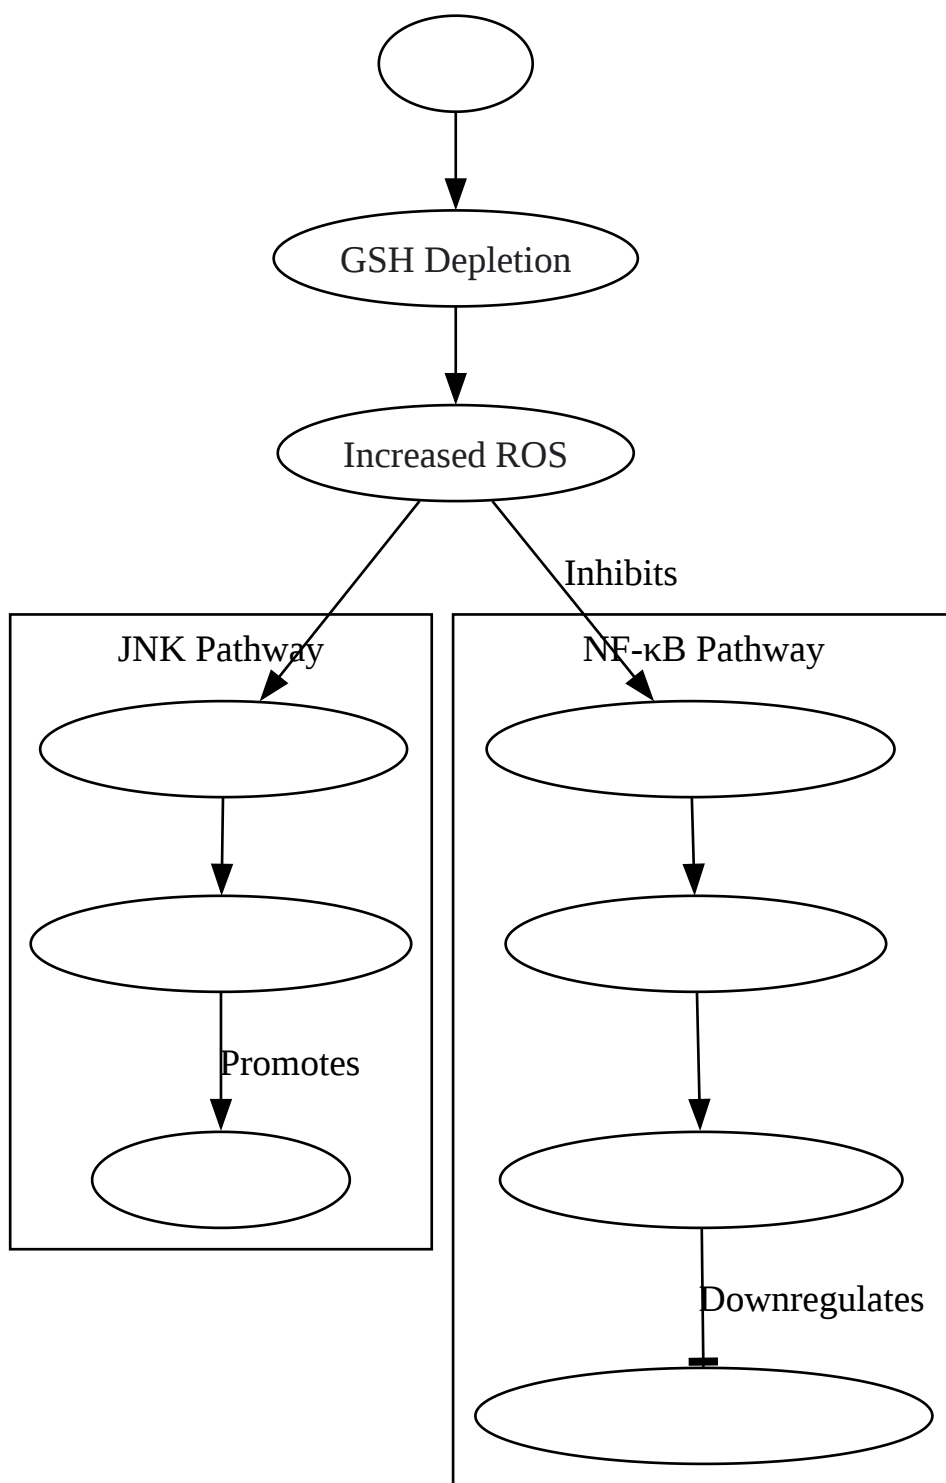 GSH Depletion
Increased ROS
Inhibits
JNK Pathway
NF-κB Pathway
Promotes
Downregulates